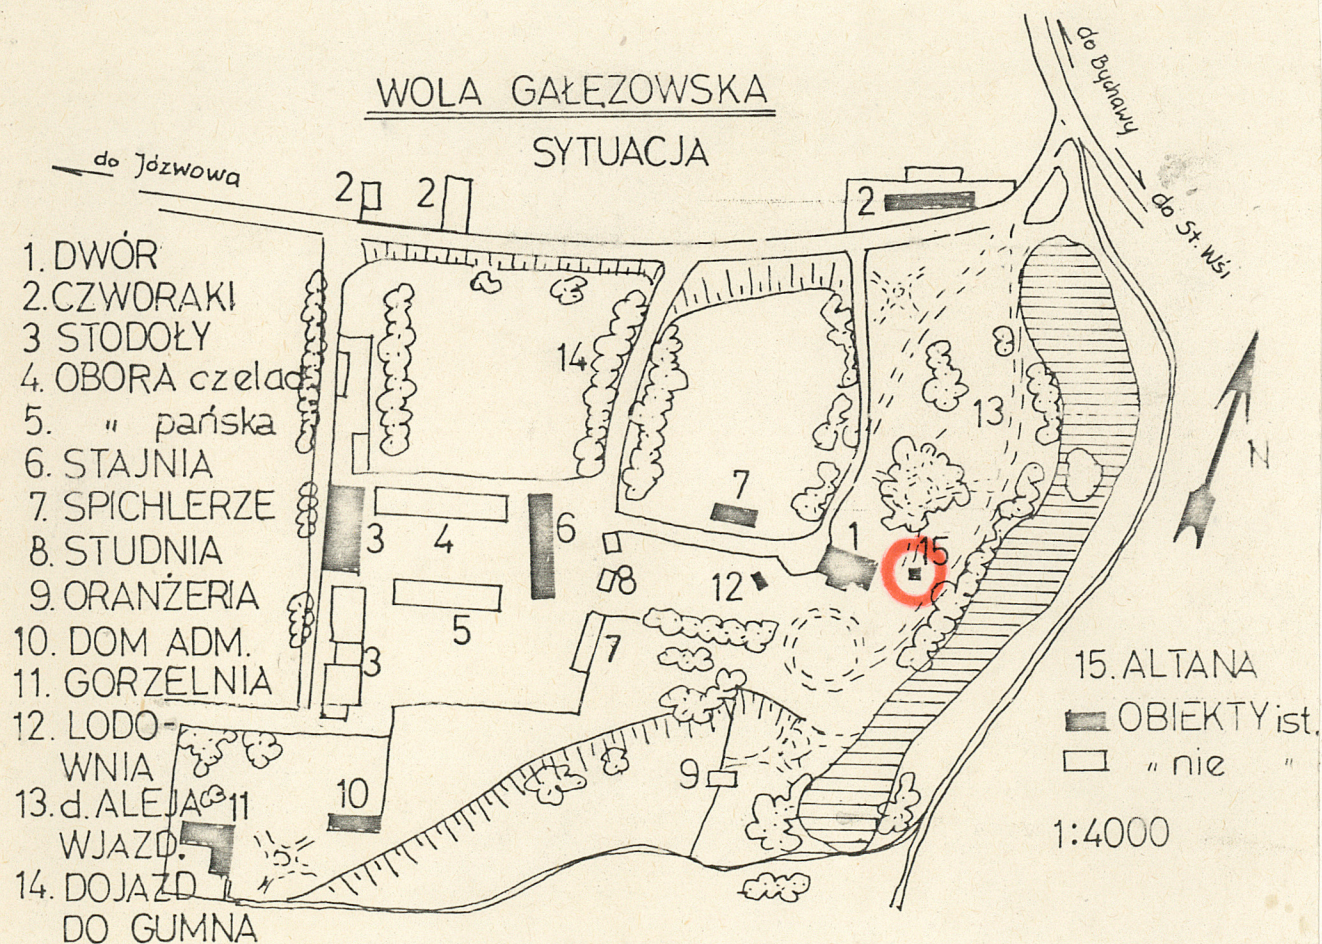 WOLA GAŁĘZOWSKA
SYTUACJA
do Bychawy
do St. Wsi
do Józwowa
2
2
2
1. DWÓR
2. CZWORAKI
3 STODOŁY
4. OBORA czelad
5. " pańska
6. STAJNIA
7. SPICHLERZE
8. STUDNIA
9. ORANŻERIA
10. DOM ADM.
11. GORZELNIA
12. LODO-
WNIA
13. d. ALEJA
WJAZD.
14. DOJAZD
DO GUMNA
14
13
7
3
4
6
1
15
8
12
5
3
7
9
10
11
N
15. ALTANA
OBIEKTY ist.
" nie "
1:4000